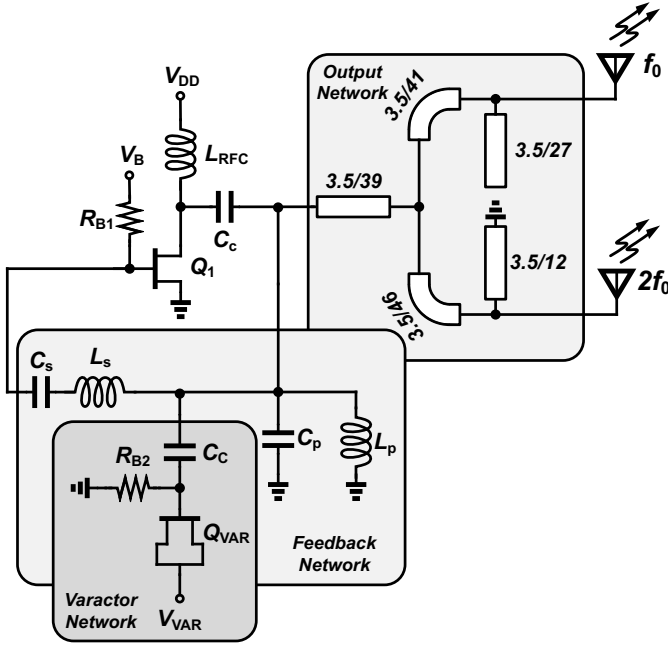 Output
Network
f0
3.5/41
3.5/27
VDD
LRFC
VB
RB1
Cc
Q1
3.5/39
3.5/12
3.5/46
2f0
Cs
Ls
Cp
Lp
RB2
CC
QVAR
Feedback
Network
Varactor
Network
VVAR